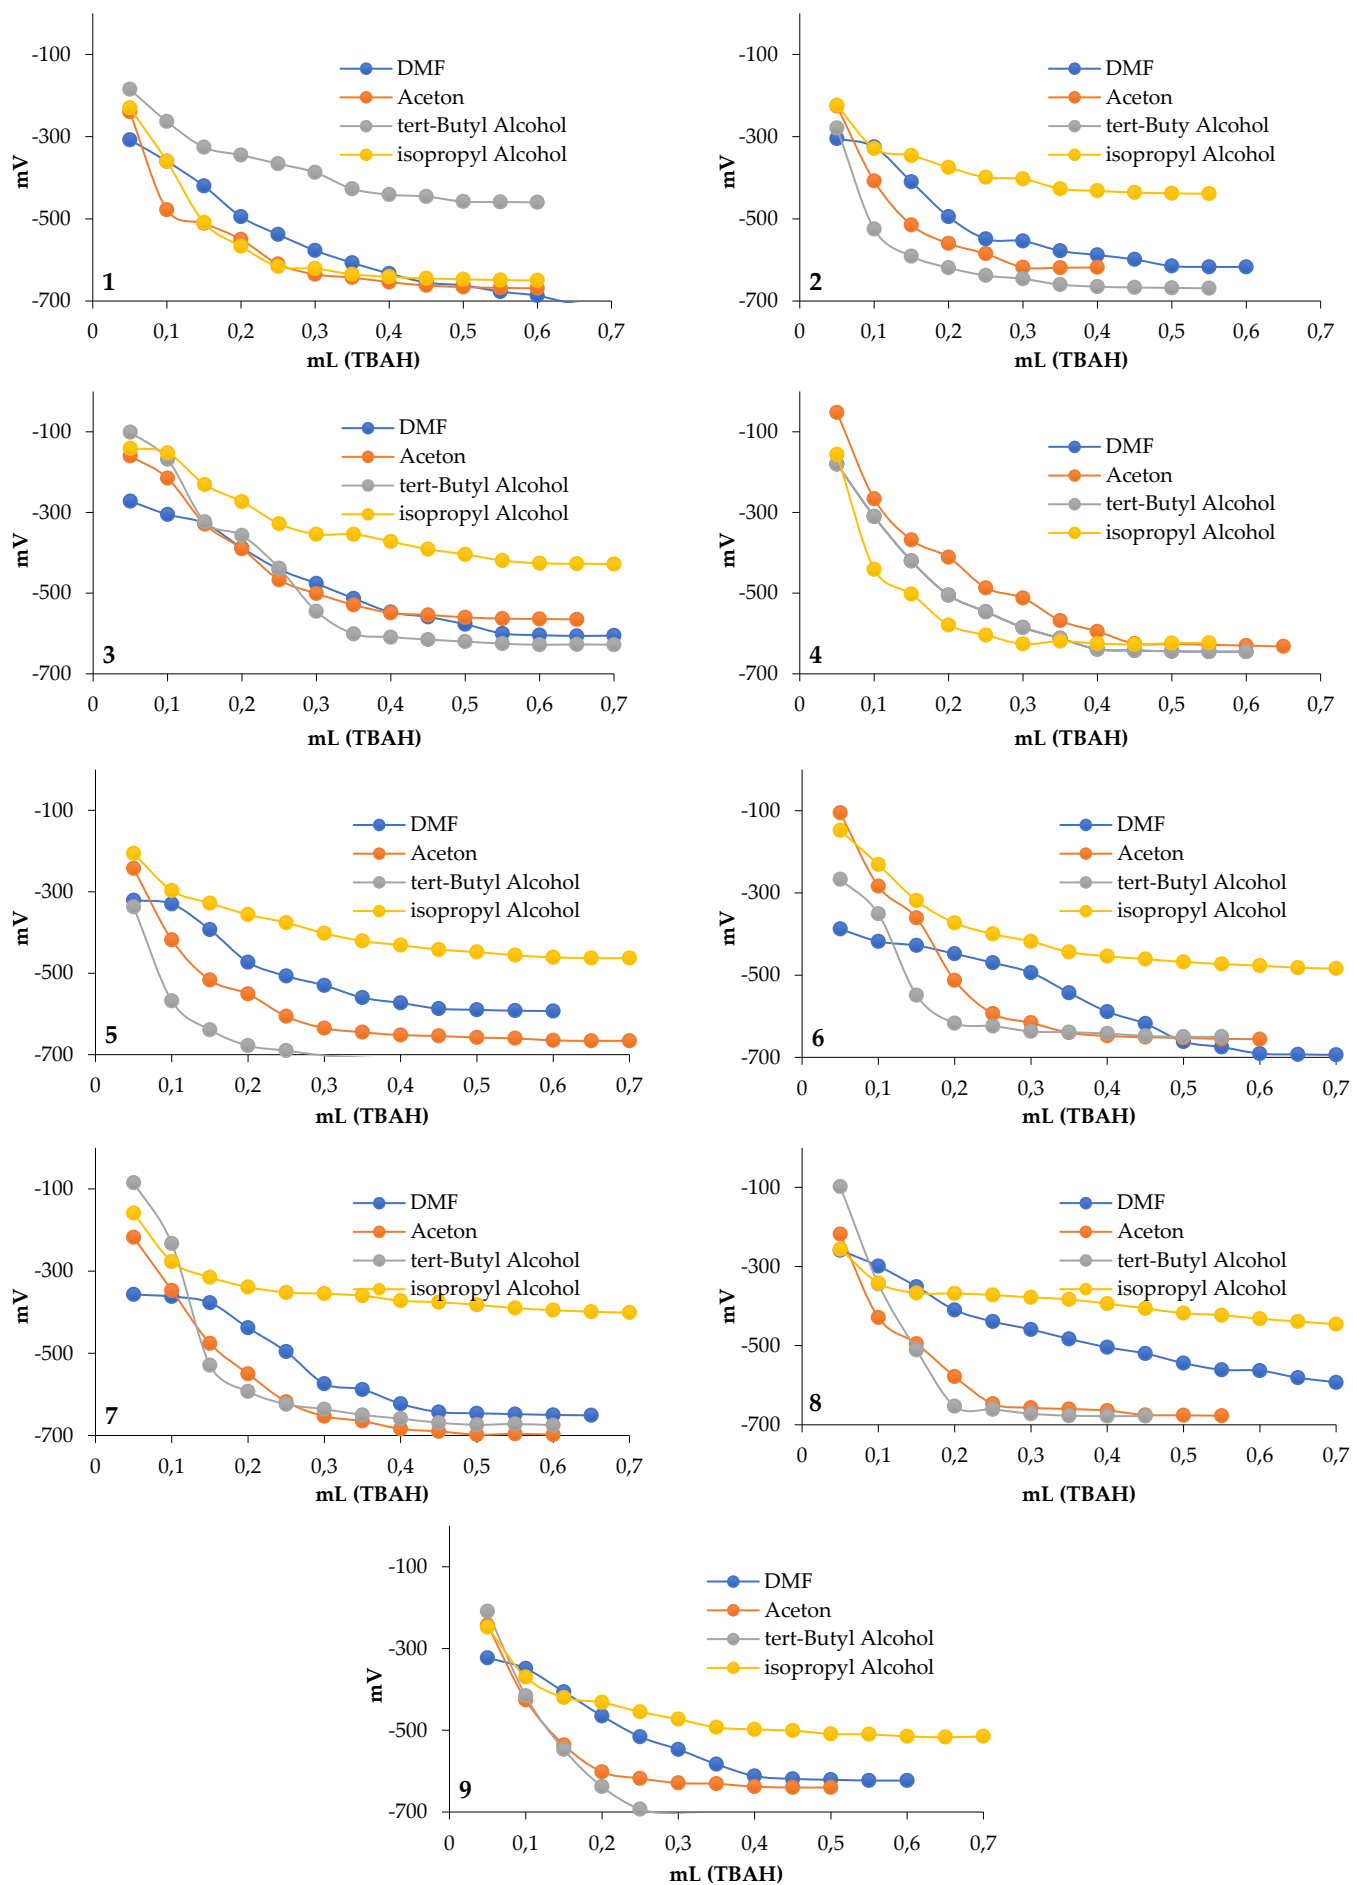 -100
-300
-500
-700
mV
DMF
Aceton
tert-Butyl Alcohol
isopropyl Alcohol
1
0 0,1 0,2 0,3 0,4 0,5 0,6 0,7
mL (TBAH)
-100
-300
-500
-700
mV
DMF
Aceton
tert-Buty Alcohol
isopropyl Alcohol
2
0 0,1 0,2 0,3 0,4 0,5 0,6 0,7
mL (TBAH)
-100
-300
-500
-700
mV
DMF
Aceton
tert-Butyl Alcohol
isopropyl Alcohol
3
0 0,1 0,2 0,3 0,4 0,5 0,6 0,7
mL (TBAH)
-100
-300
-500
-700
mV
DMF
Aceton
tert-Butyl Alcohol
isopropyl Alcohol
4
0 0,1 0,2 0,3 0,4 0,5 0,6 0,7
mL (TBAH)
-100
-300
-500
-700
mV
DMF
Aceton
tert-Butyl Alcohol
isopropyl Alcohol
5
0 0,1 0,2 0,3 0,4 0,5 0,6 0,7
mL (TBAH)
-100
-300
-500
-700
mV
DMF
Aceton
tert-Butyl Alcohol
isopropyl Alcohol
6
0 0,1 0,2 0,3 0,4 0,5 0,6 0,7
mL (TBAH)
-100
-300
-500
-700
mV
DMF
Aceton
tert-Butyl Alcohol
isopropyl Alcohol
7
0 0,1 0,2 0,3 0,4 0,5 0,6 0,7
mL (TBAH)
-100
-300
-500
-700
mV
DMF
Aceton
tert-Butyl Alcohol
isopropyl Alcohol
8
0 0,1 0,2 0,3 0,4 0,5 0,6 0,7
mL (TBAH)
-100
-300
-500
-700
mV
DMF
Aceton
tert-Butyl Alcohol
isopropyl Alcohol
9
0 0,1 0,2 0,3 0,4 0,5 0,6 0,7
mL (TBAH)